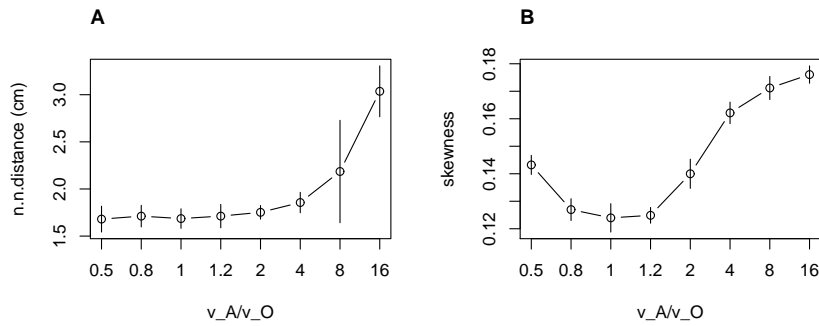 A
n.n.distance (cm)
3.0
2.5
2.0
1.5
0.5 0.8 1 1.2 2 4 8 16
v_A/v_O
B
skewness
0.18
0.16
0.14
0.12
0.5 0.8 1 1.2 2 4 8 16
v_A/v_O